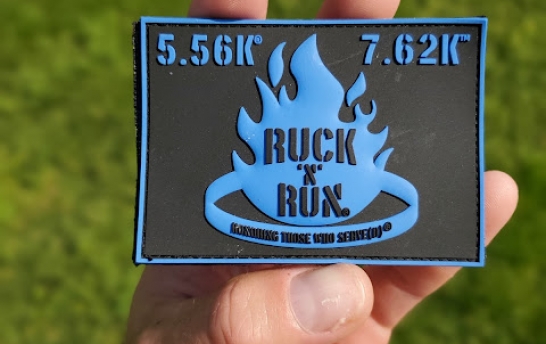 5.56K® 7.62K™
RUCK
'N'
RUN.
HONORING THOSE WHO SERVE(D)®